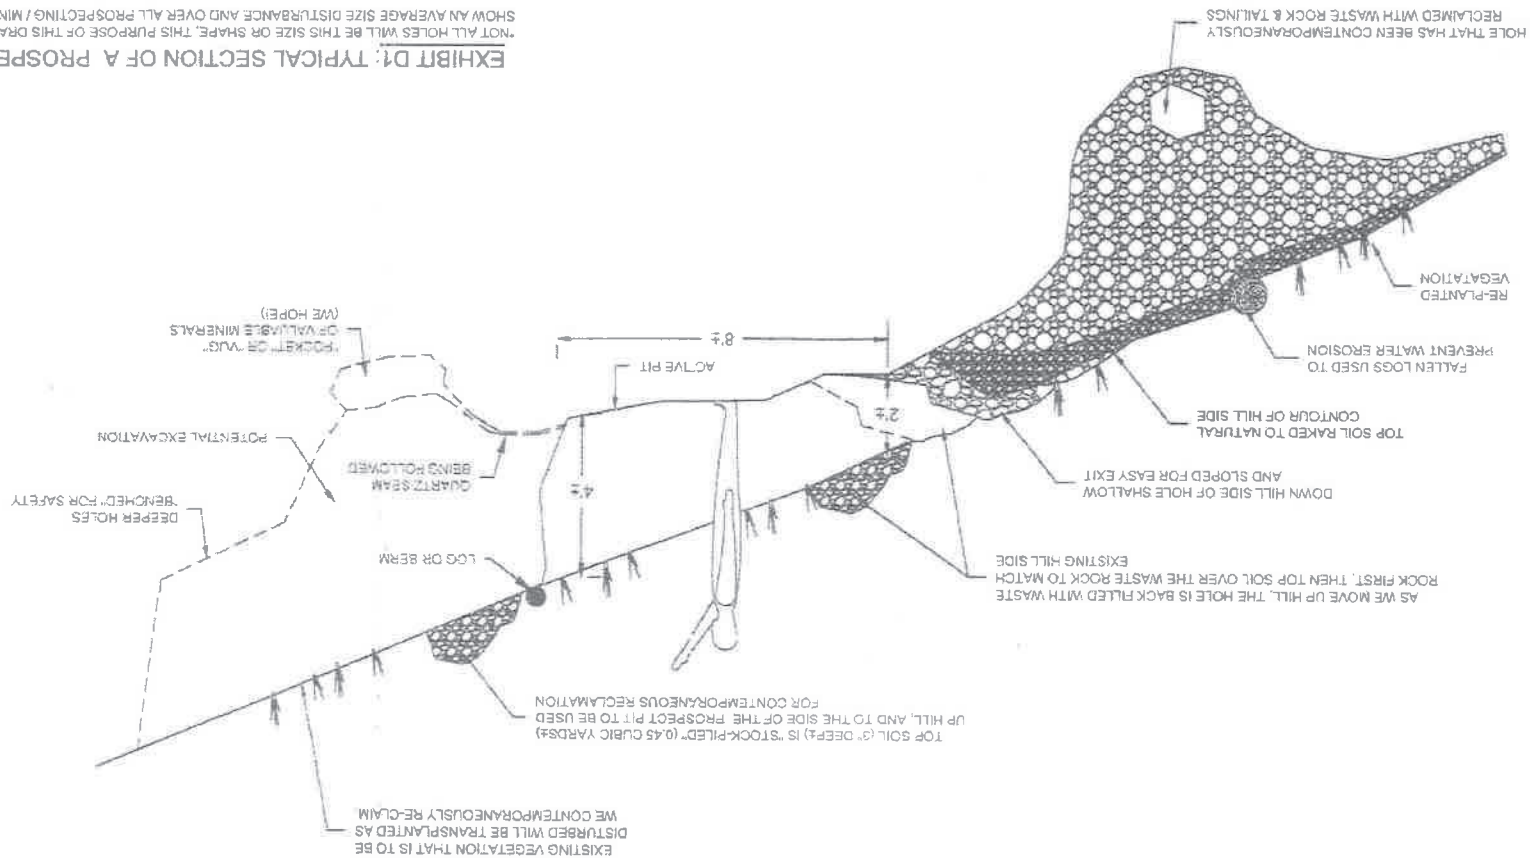 EXISTING VEGETATION THAT IS TO BE
DISTURBED WILL BE TRANSPLANTED AS
WE CONTEMPORANEOUSLY RE-CLAIM.
TOP SOIL (3" DEEP±) IS "STOCK-PILED" (0.45 CUBIC YARDS±)
UP HILL, AND TO THE SIDE OF THE PROSPECT PIT TO BE USED
FOR CONTEMPORANEOUS RECLAMATION
AS WE MOVE UP HILL, THE HOLE IS BACK FILLED WITH WASTE
ROCK FIRST, THEN TOP SOIL OVER THE WASTE ROCK TO MATCH
EXISTING HILL SIDE
LOG OR BERM
DEEPER HOLES
"BENCHED" FOR SAFETY
DOWN HILL SIDE OF HOLE SHALLOW
AND SLOPED FOR EASY EXIT
4'±
QUARTZ SEAM
BEING FOLLOWED
POTENTIAL EXCAVATION
TOP SOIL RAKED TO NATURAL
CONTOUR OF HILL SIDE
2'±
ACTIVE PIT
FALLEN LOGS USED TO
PREVENT WATER EROSION
8'±
"POCKET" OR "VUG"
OF VALUABLE MINERALS
(WE HOPE!)
RE-PLANTED
VEGATATION
HOLE THAT HAS BEEN CONTEMPORANEOUSLY
RECLAIMED WITH WASTE ROCK & TAILINGS
EXHIBIT D1: TYPICAL SECTION OF A PROSPE
*NOT ALL HOLES WILL BE THIS SIZE OR SHAPE, THIS PURPOSE OF THIS DRA
SHOW AN AVERAGE SIZE DISTURBANCE AND OVER ALL PROSPECTING / MIN